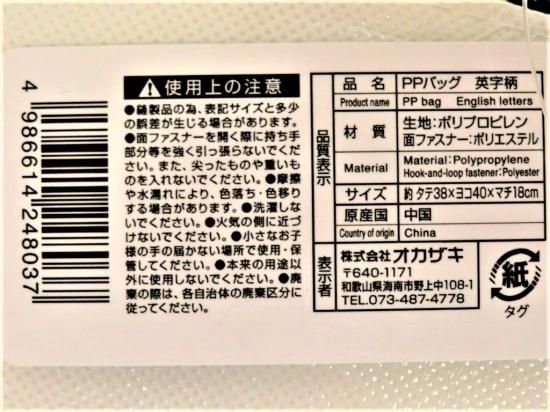 4 986614 248037
⚠使用上の注意
●縫製品の為、表記サイズと多少
の誤差が生じる場合があります。
●面ファスナーを開く際に持ち手
部分等を強く引っ張らないでくだ
さい。また、尖ったものや重いもの
を入れないでください。●摩擦
や水濡れにより、色落ち・色移り
する場合があります。●洗濯しな
いでください。●火気の側に近づ
けないでください。●小さなお子
様の手の届かない場所で使用・保
管してください。●本来の用途以
外に使用しないでください。●廃
棄の際は、各自治体の廃棄区分に
従ってください。
品質表示
品 名 PPバッグ 英字柄
Product name PP bag English letters
材 質 生地:ポリプロピレン
面ファスナー:ポリエステル
Material Material:Polypropylene
Hook-and-loop fastener:Polyester
サイズ 約 タテ38×ヨコ40×マチ18cm
原産国 中国
Country of origin China
表示者
株式会社オカザキ
〒640-1171
和歌山県海南市野上中108-1
TEL.073-487-4778
紙
タグ